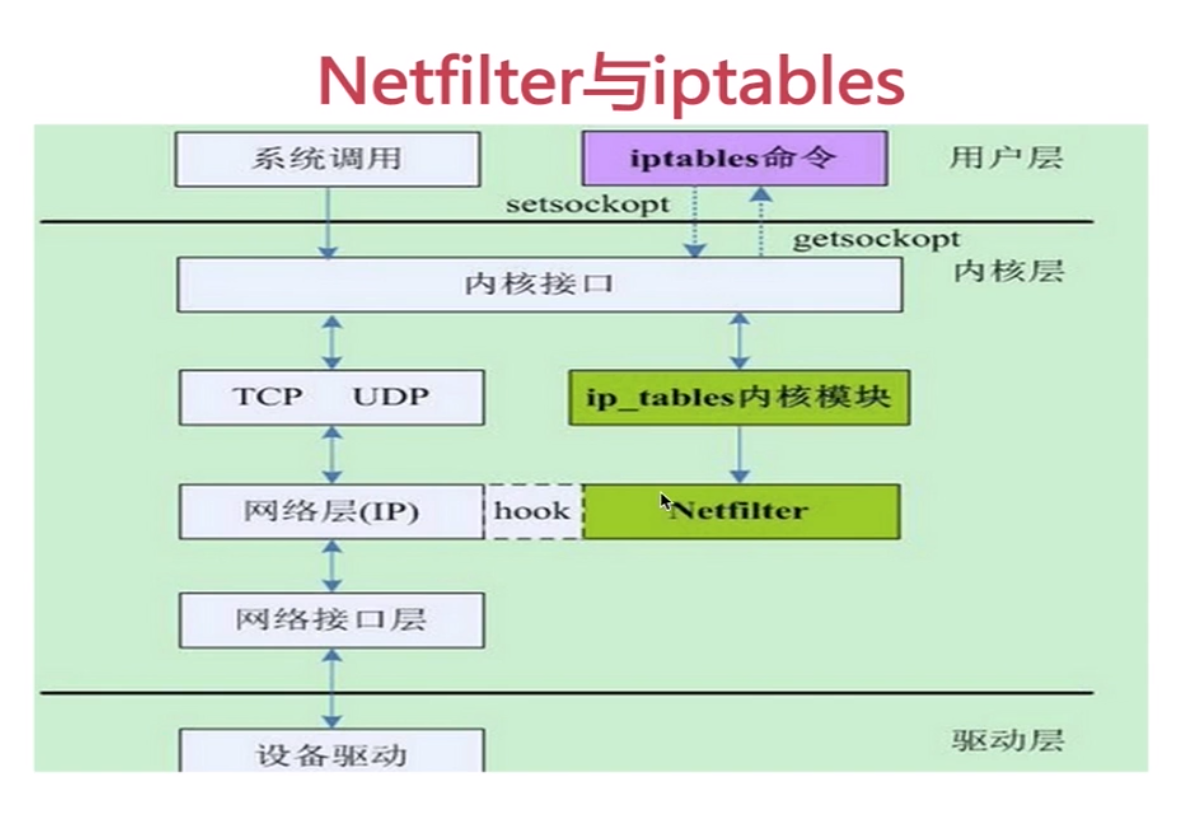 Netfilter与iptables
系统调用
iptables命令
用户层
setsockopt
getsockopt
内核接口
内核层
TCP UDP
ip_tables内核模块
网络层(IP)
hook
Netfilter
网络接口层
设备驱动
驱动层